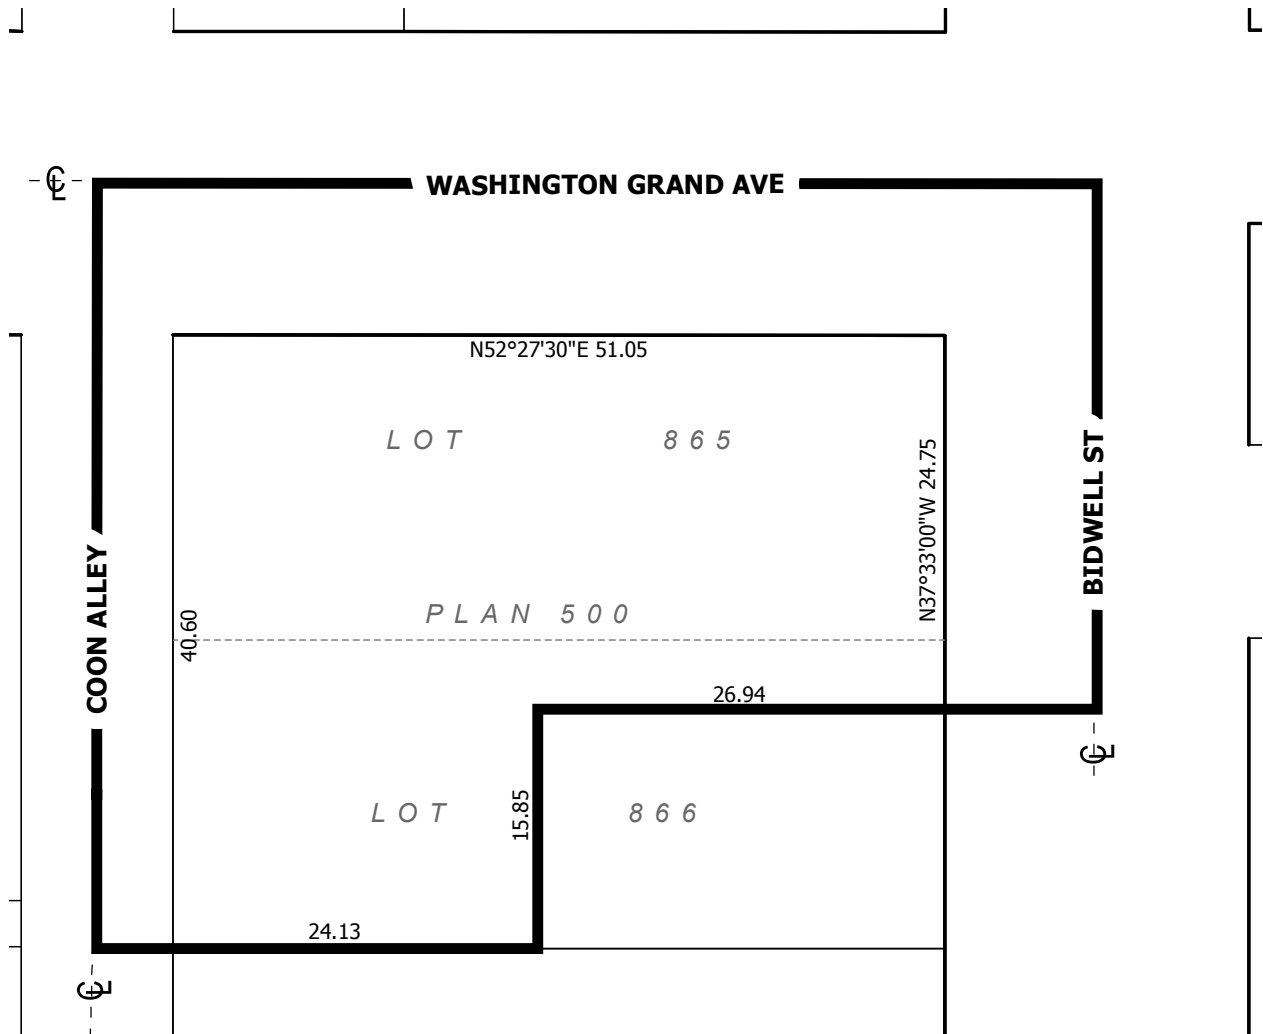 ℄
WASHINGTON GRAND AVE
N52°27'30"E 51.05
LOT 865
N37°33'00"W 24.75
BIDWELL ST
COON ALLEY
PLAN 500
40.60
26.94
℄
LOT 866
15.85
24.13
℄